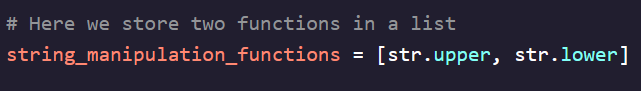 # Here we store two functions in a list
string_manipulation_functions = [str.upper, str.lower]